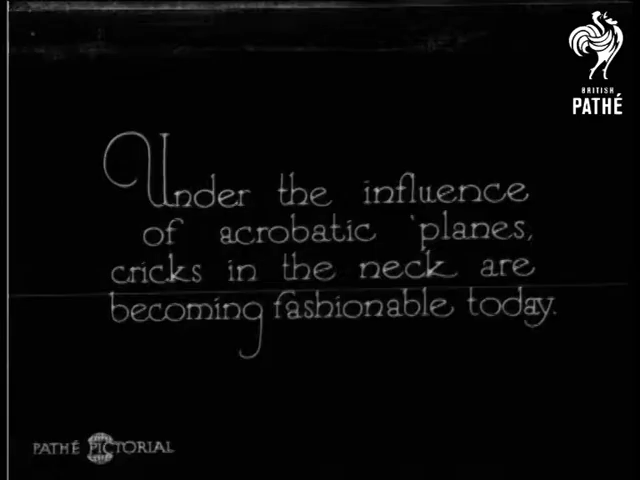 BRITISH
PATHÉ
Under the influence
of acrobatic 'planes,
cricks in the neck are
becoming fashionable today.
PATHÉ PICTORIAL